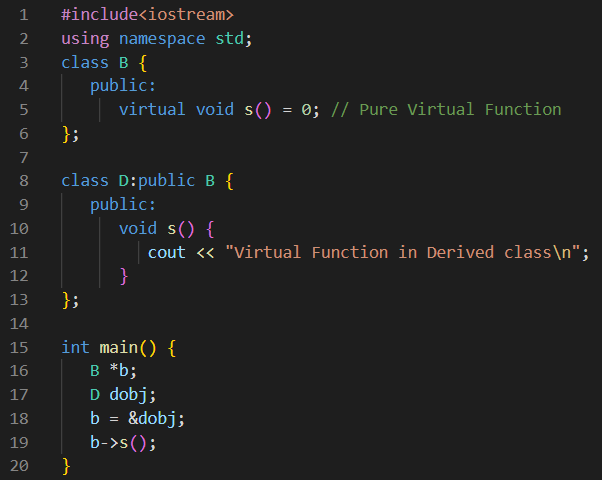 1 #include<iostream>
2 using namespace std;
3 class B {
4 public:
5 virtual void s() = 0; // Pure Virtual Function
6 };
7
8 class D:public B {
9 public:
10 void s() {
11 cout << "Virtual Function in Derived class\n";
12 }
13 };
14
15 int main() {
16 B *b;
17 D dobj;
18 b = &dobj;
19 b->s();
20 }